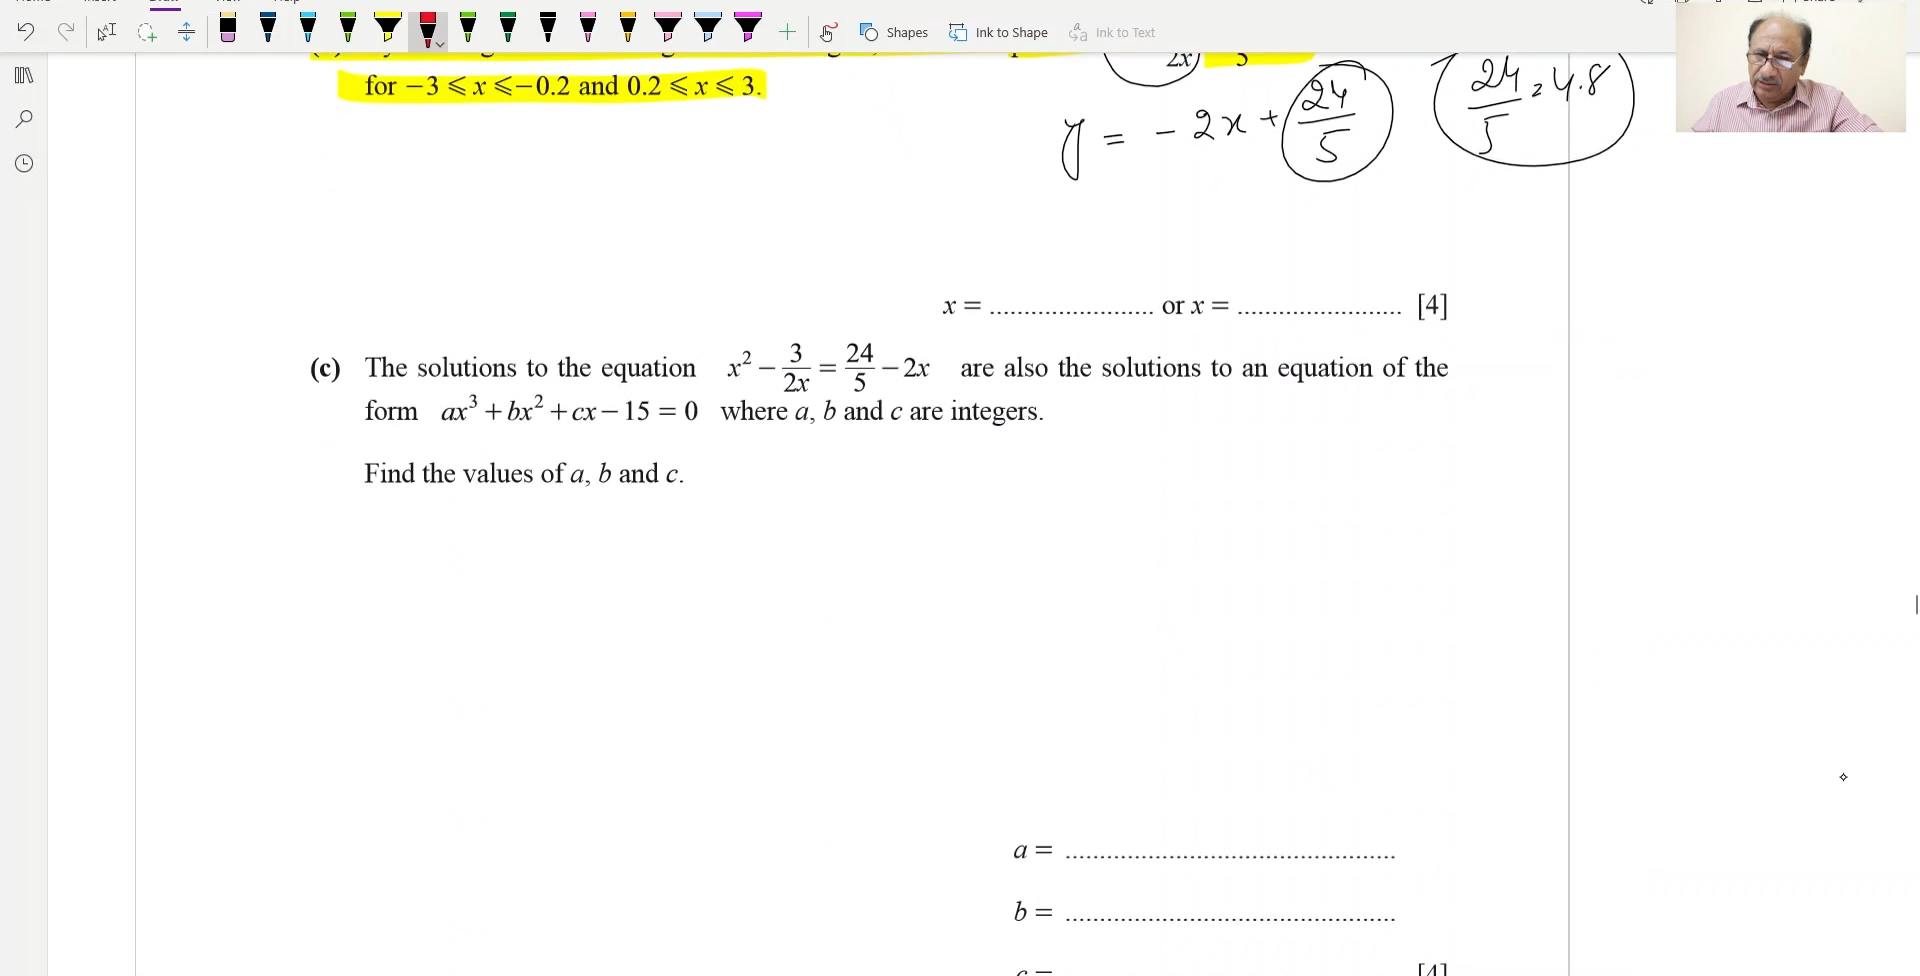 Shapes Ink to Shape Ink to Text
for −3 ⩽ x ⩽ −0.2 and 0.2 ⩽ x ⩽ 3.
y = − 2x + 24/5
24/5 = 4.8
x = ........................ or x = ........................ [4]
(c) The solutions to the equation x² − 3/2x = 24/5 − 2x are also the solutions to an equation of the
form ax³ + bx² + cx − 15 = 0 where a, b and c are integers.
Find the values of a, b and c.
a = ................................................
b = ................................................
[4]